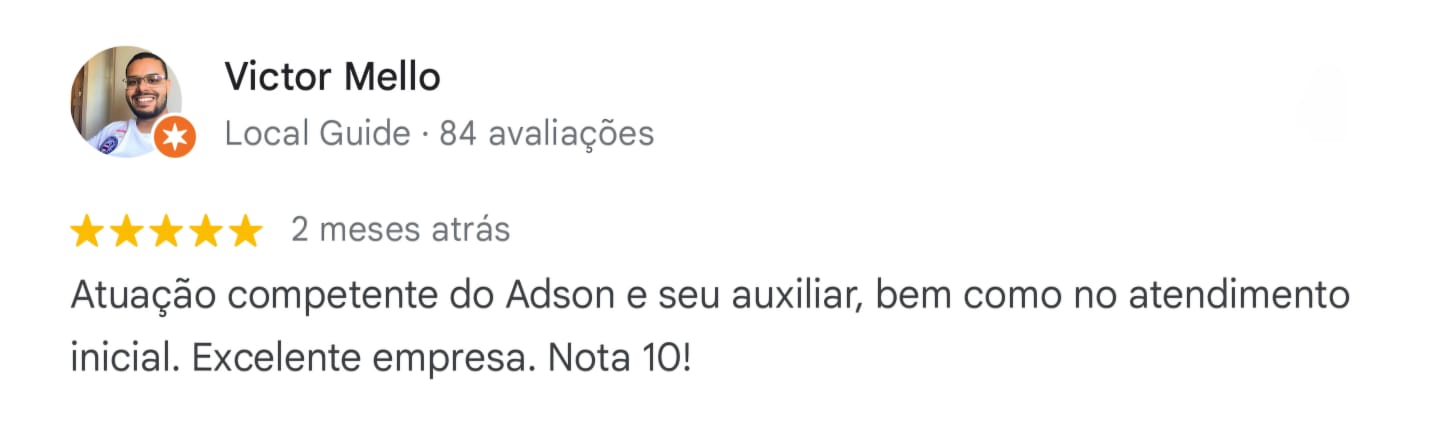 Victor Mello
Local Guide · 84 avaliações
2 meses atrás
Atuação competente do Adson e seu auxiliar, bem como no atendimento
inicial. Excelente empresa. Nota 10!